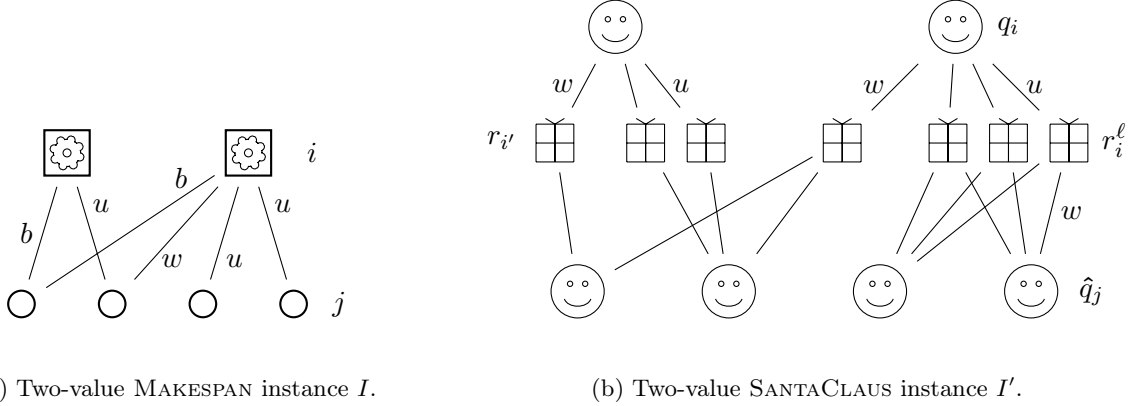 q_i
w
u
w
u
i
r_{i'}
r_i^ℓ
b
b
u
w
u
u
w
j
q̂_j
) Two-value MAKESPAN instance I.
(b) Two-value SANTACLAUS instance I′.